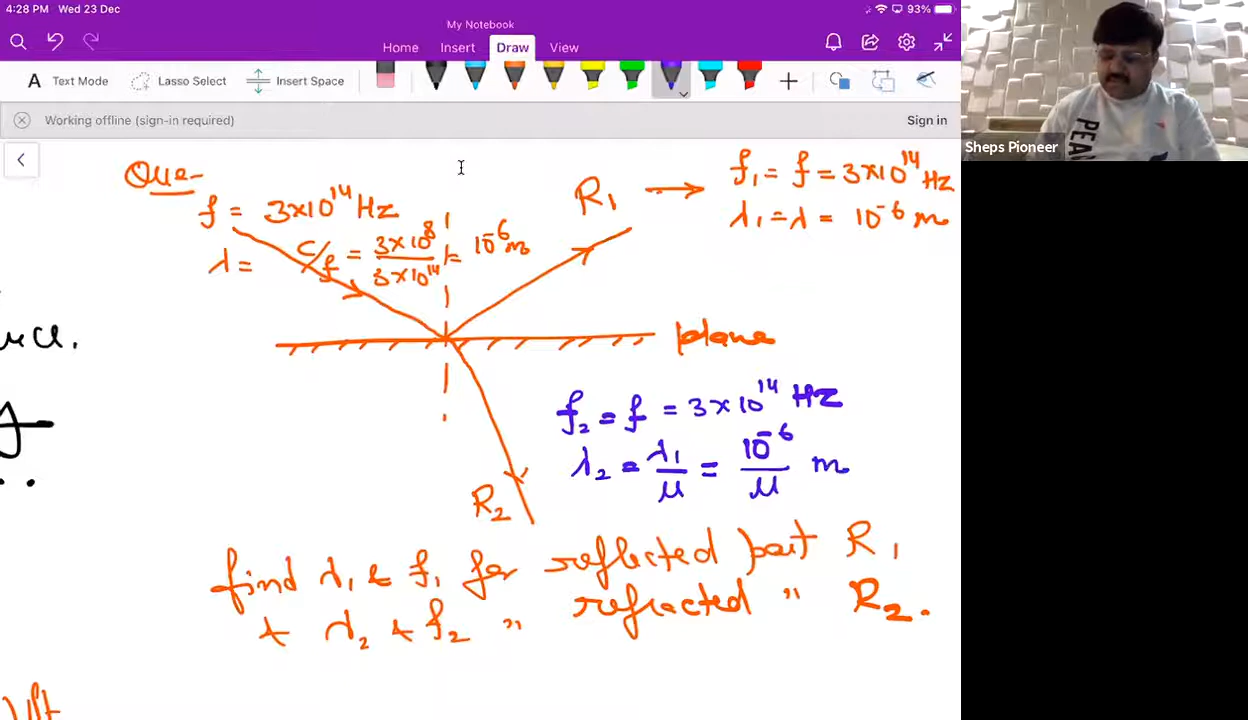 4:28 PM Wed 23 Dec
93%
My Notebook
Home Insert Draw View
A Text Mode Lasso Select Insert Space
Working offline (sign-in required) Sign in
Sheps Pioneer
Que-
f = 3×10¹⁴ Hz
λ = c/f = 3×10⁸ / 3×10¹⁴ = 10⁻⁶ m
R₁ → f₁ = f = 3×10¹⁴ Hz
λ₁ = λ = 10⁻⁶ m
plane
f₂ = f = 3×10¹⁴ Hz
λ₂ = λ₁/μ = 10⁻⁶/μ m
R₂
find λ₁ & f₁ for reflected part R₁
& λ₂ & f₂ " refracted " R₂.